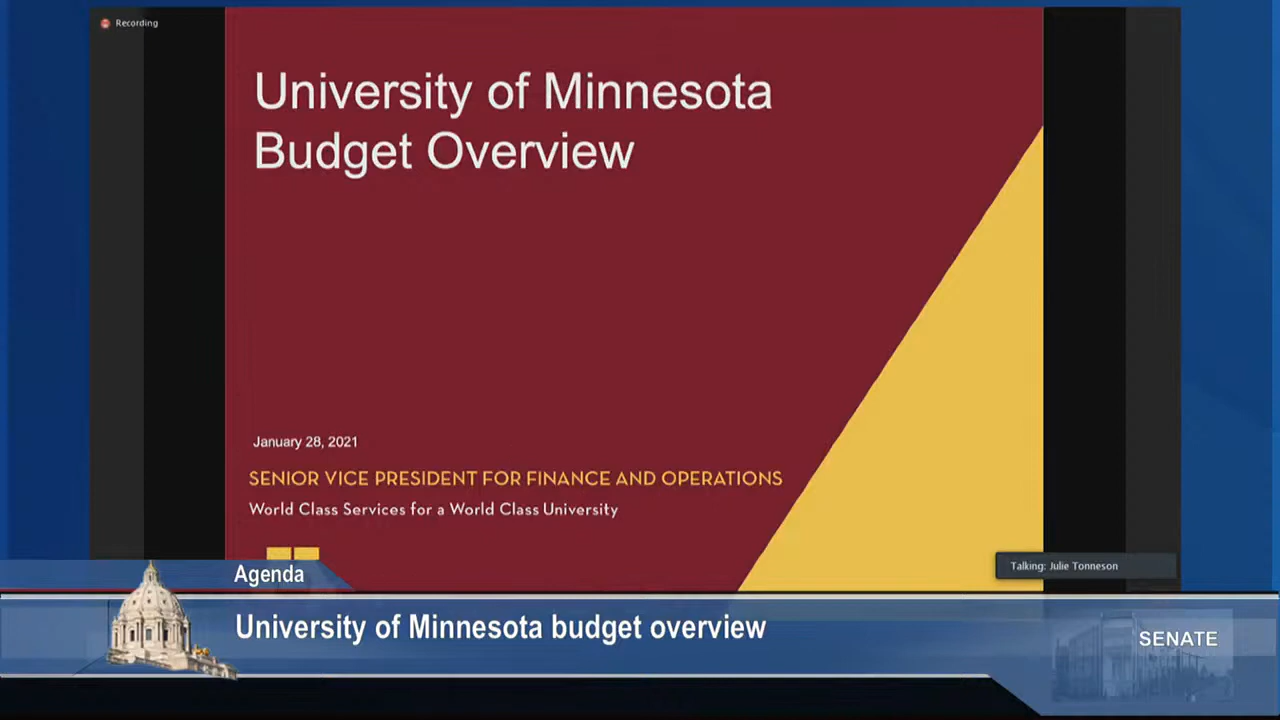 Recording
University of Minnesota
Budget Overview
January 28, 2021
SENIOR VICE PRESIDENT FOR FINANCE AND OPERATIONS
World Class Services for a World Class University
Talking: Julie Tonneson
Agenda
University of Minnesota budget overview
SENATE